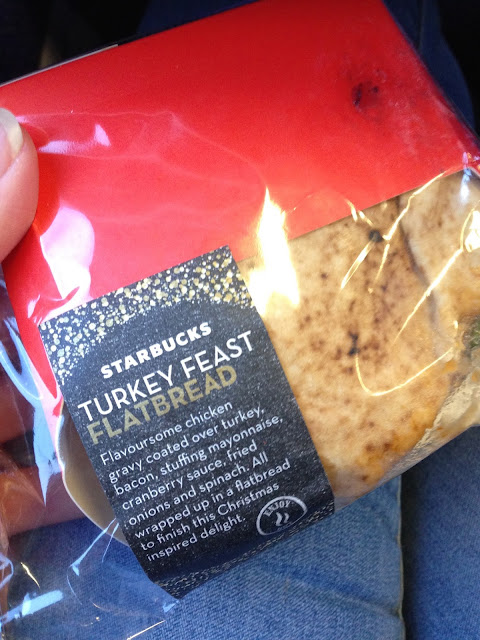 STARBUCKS
TURKEY FEAST
FLATBREAD
Flavoursome chicken
gravy coated over turkey,
bacon, stuffing mayonnaise,
cranberry sauce, fried
onions and spinach. All
wrapped up in a flatbread
to finish this Christmas
inspired delight.
ENJOY